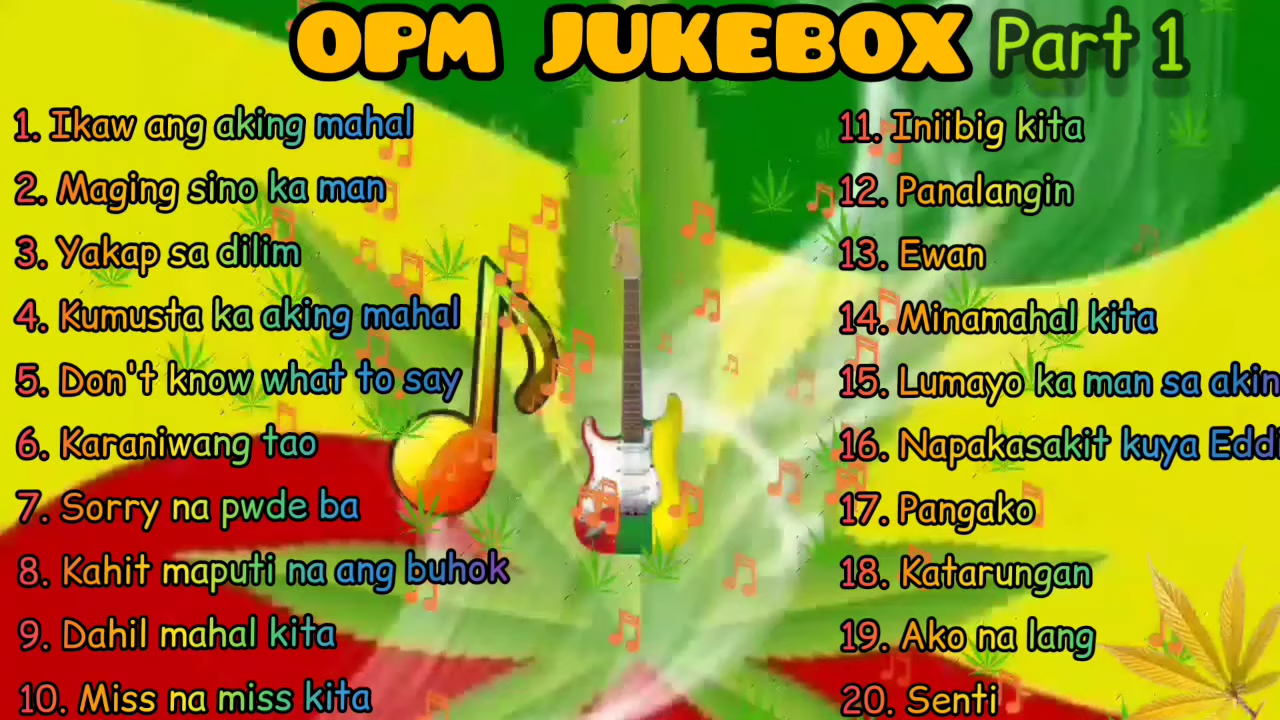 OPM JUKEBOX Part 1
1. Ikaw ang aking mahal
2. Maging sino ka man
3. Yakap sa dilim
4. Kumusta ka aking mahal
5. Don't know what to say
6. Karaniwang tao
7. Sorry na pwde ba
8. Kahit maputi na ang buhok
9. Dahil mahal kita
10. Miss na miss kita
11. Iniibig kita
12. Panalangin
13. Ewan
14. Minamahal kita
15. Lumayo ka man sa akin
16. Napakasakit kuya Eddi
17. Pangako
18. Katarungan
19. Ako na lang
20. Senti